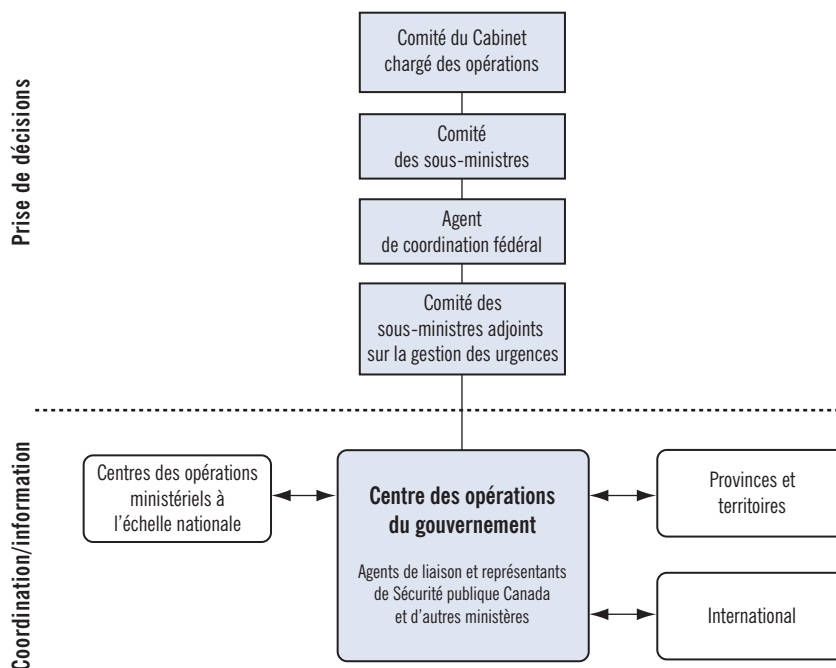 Prise de décisions
Comité du Cabinet
chargé des opérations
Comité
des sous-ministres
Agent
de coordination fédéral
Comité des
sous-ministres adjoints
sur la gestion des urgences
Coordination/information
Centres des opérations
ministériels à
l’échelle nationale
Centre des opérations
du gouvernement
Agents de liaison et représentants
de Sécurité publique Canada
et d’autres ministères
Provinces et
territoires
International